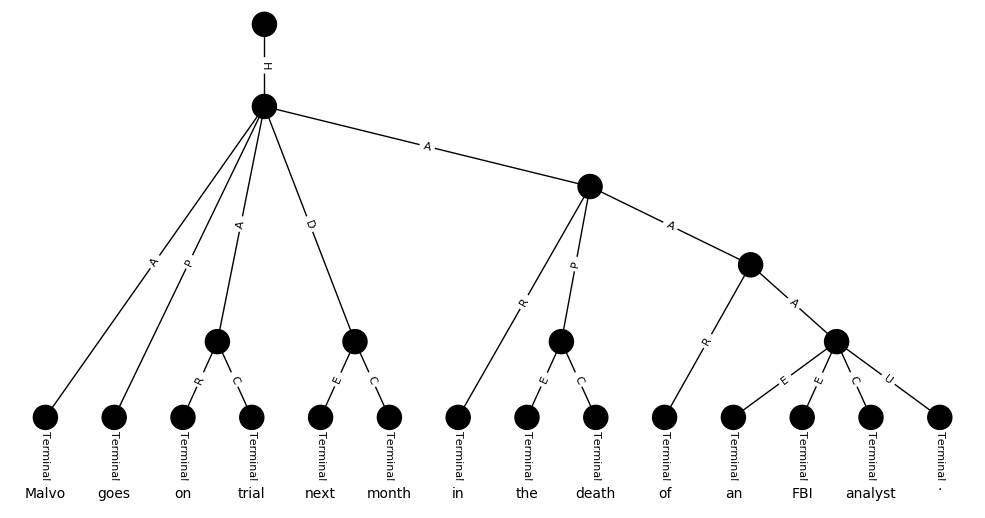 H
A
A
A
D
A
P
R
P
A
R
A
R
C
E
C
E
C
E
E
C
U
Terminal Terminal Terminal Terminal Terminal Terminal Terminal Terminal Terminal Terminal Terminal Terminal Terminal Terminal
Malvo goes on trial next month in the death of an FBI analyst .